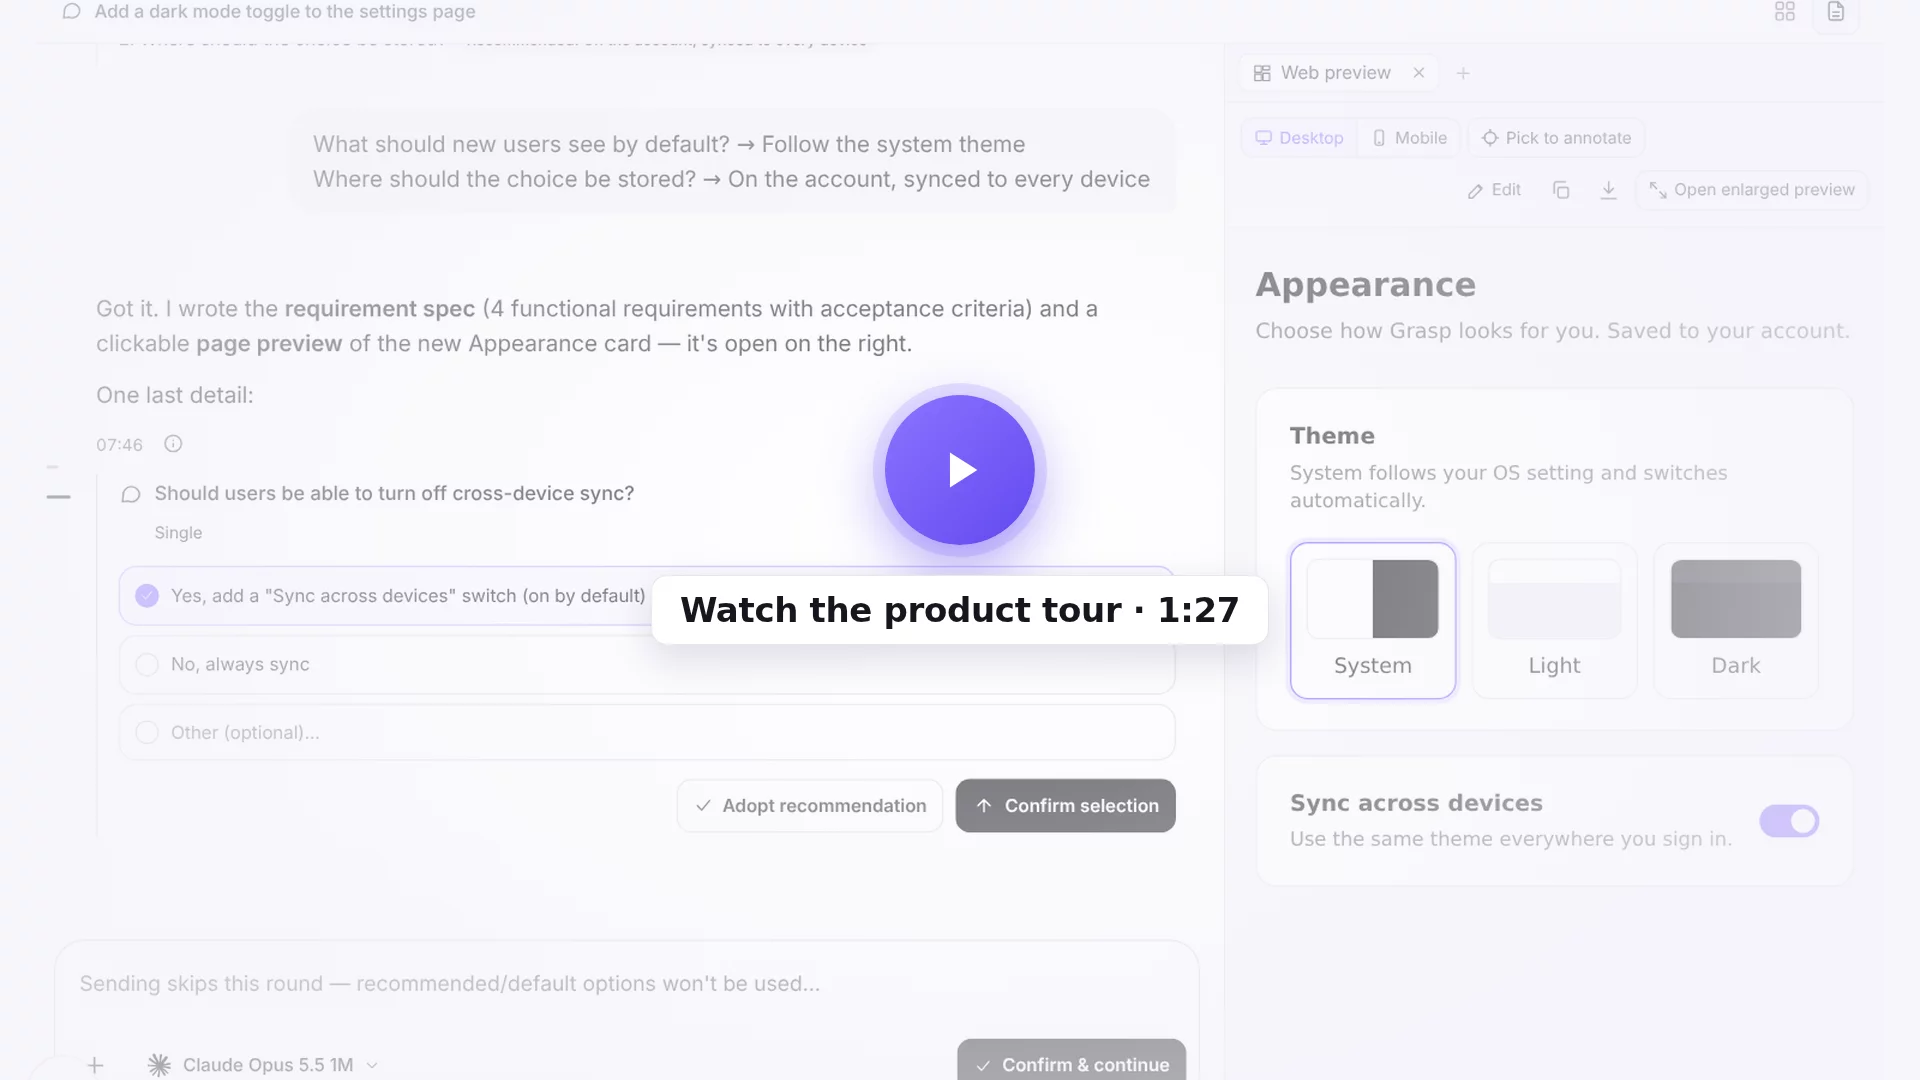 Add a dark mode toggle to the settings page
What should new users see by default? → Follow the system theme
Where should the choice be stored? → On the account, synced to every device
Got it. I wrote the requirement spec (4 functional requirements with acceptance criteria) and a
clickable page preview of the new Appearance card — it's open on the right.
One last detail:
07:46
Should users be able to turn off cross-device sync?
Single
Yes, add a "Sync across devices" switch (on by default)
No, always sync
Other (optional)...
Adopt recommendation
Confirm selection
Sending skips this round — recommended/default options won't be used...
Claude Opus 5.5 1M
Confirm & continue
Watch the product tour · 1:27
Web preview
Desktop
Mobile
Pick to annotate
Edit
Open enlarged preview
Appearance
Choose how Grasp looks for you. Saved to your account.
Theme
System follows your OS setting and switches
automatically.
System
Light
Dark
Sync across devices
Use the same theme everywhere you sign in.